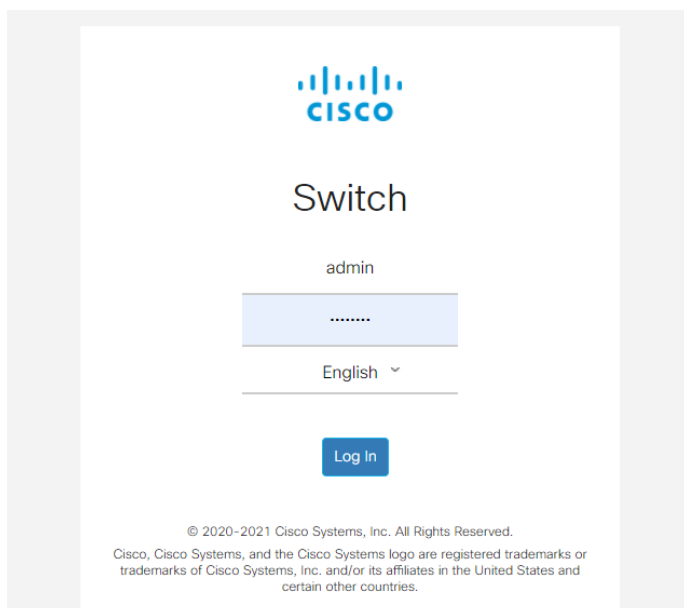 CISCO
Switch
admin
........
English
Log In
© 2020-2021 Cisco Systems, Inc. All Rights Reserved.
Cisco, Cisco Systems, and the Cisco Systems logo are registered trademarks or
trademarks of Cisco Systems, Inc. and/or its affiliates in the United States and
certain other countries.